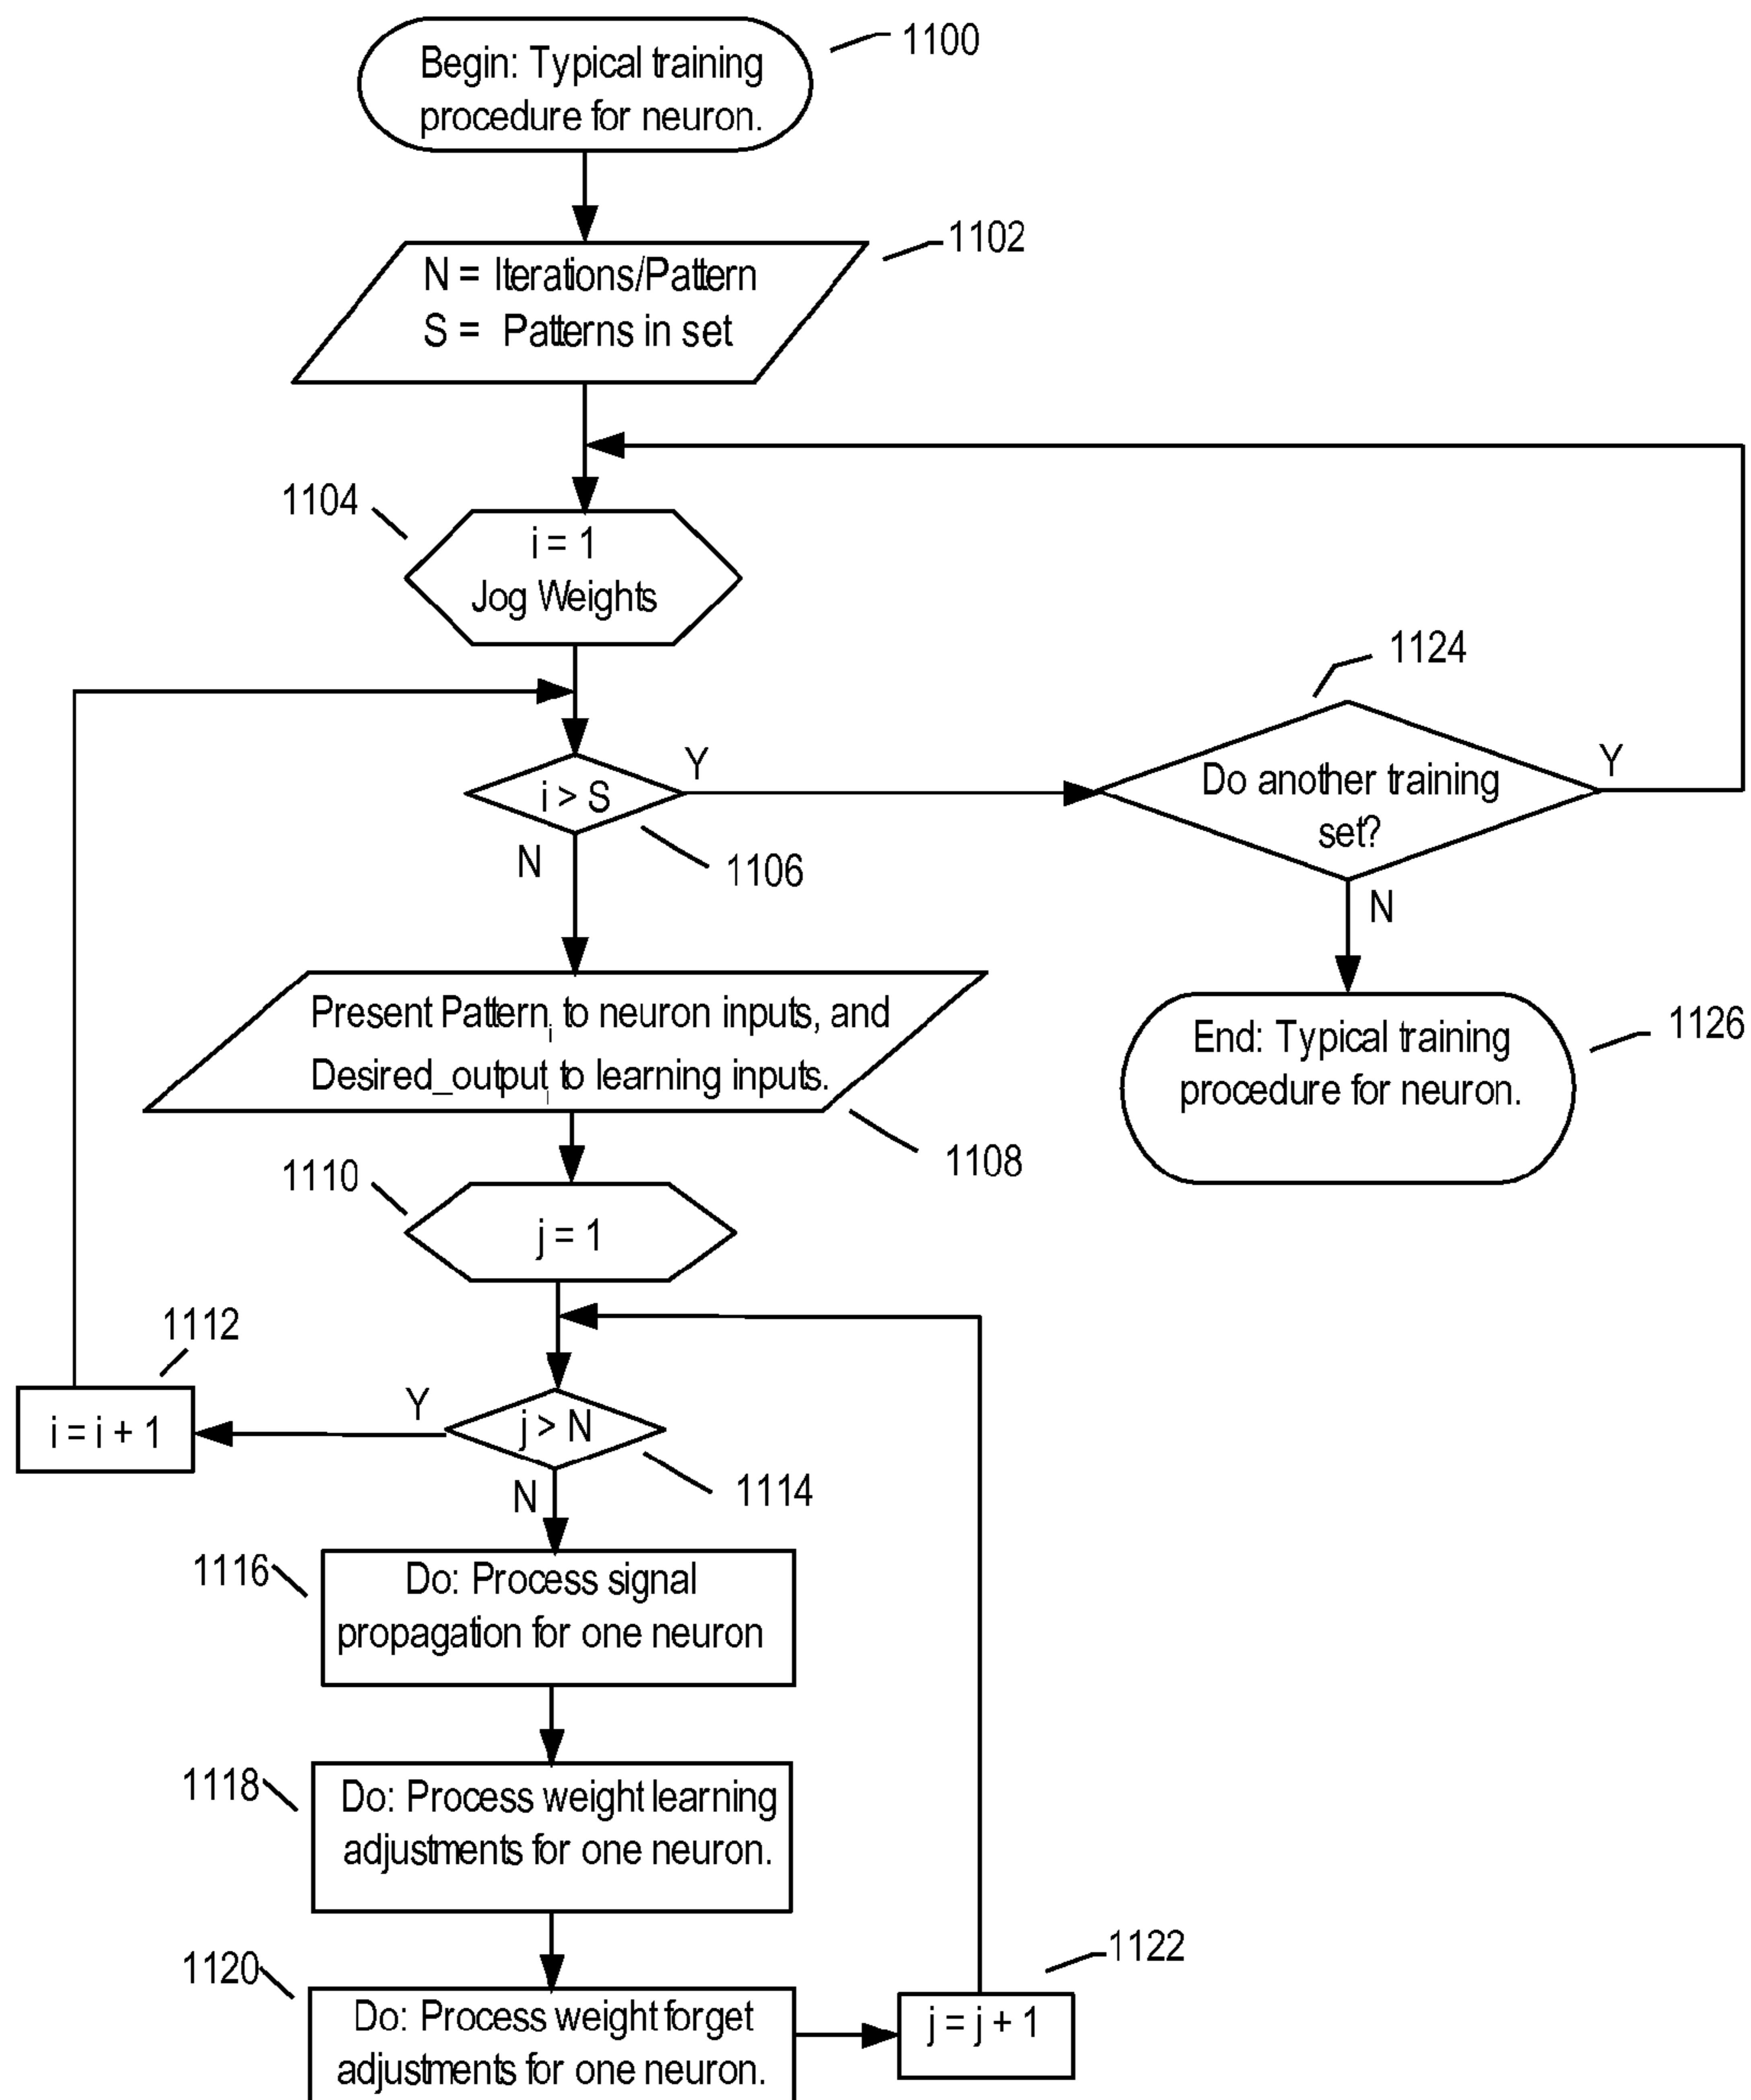 Begin: Typical training
procedure for neuron.
1100
N = Iterations/Pattern
S = Patterns in set
1102
1104
i = 1
Jog Weights
1124
i > S
Y
N
1106
Do another training
set?
Y
N
Present Pattern i to neuron inputs, and
Desired_output i to learning inputs.
1108
End: Typical training
procedure for neuron.
1126
1110
j = 1
1112
i = i + 1
Y
j > N
N
1114
1116
Do: Process signal
propagation for one neuron
1118
Do: Process weight learning
adjustments for one neuron.
1120
Do: Process weight forget
adjustments for one neuron.
1122
j = j + 1